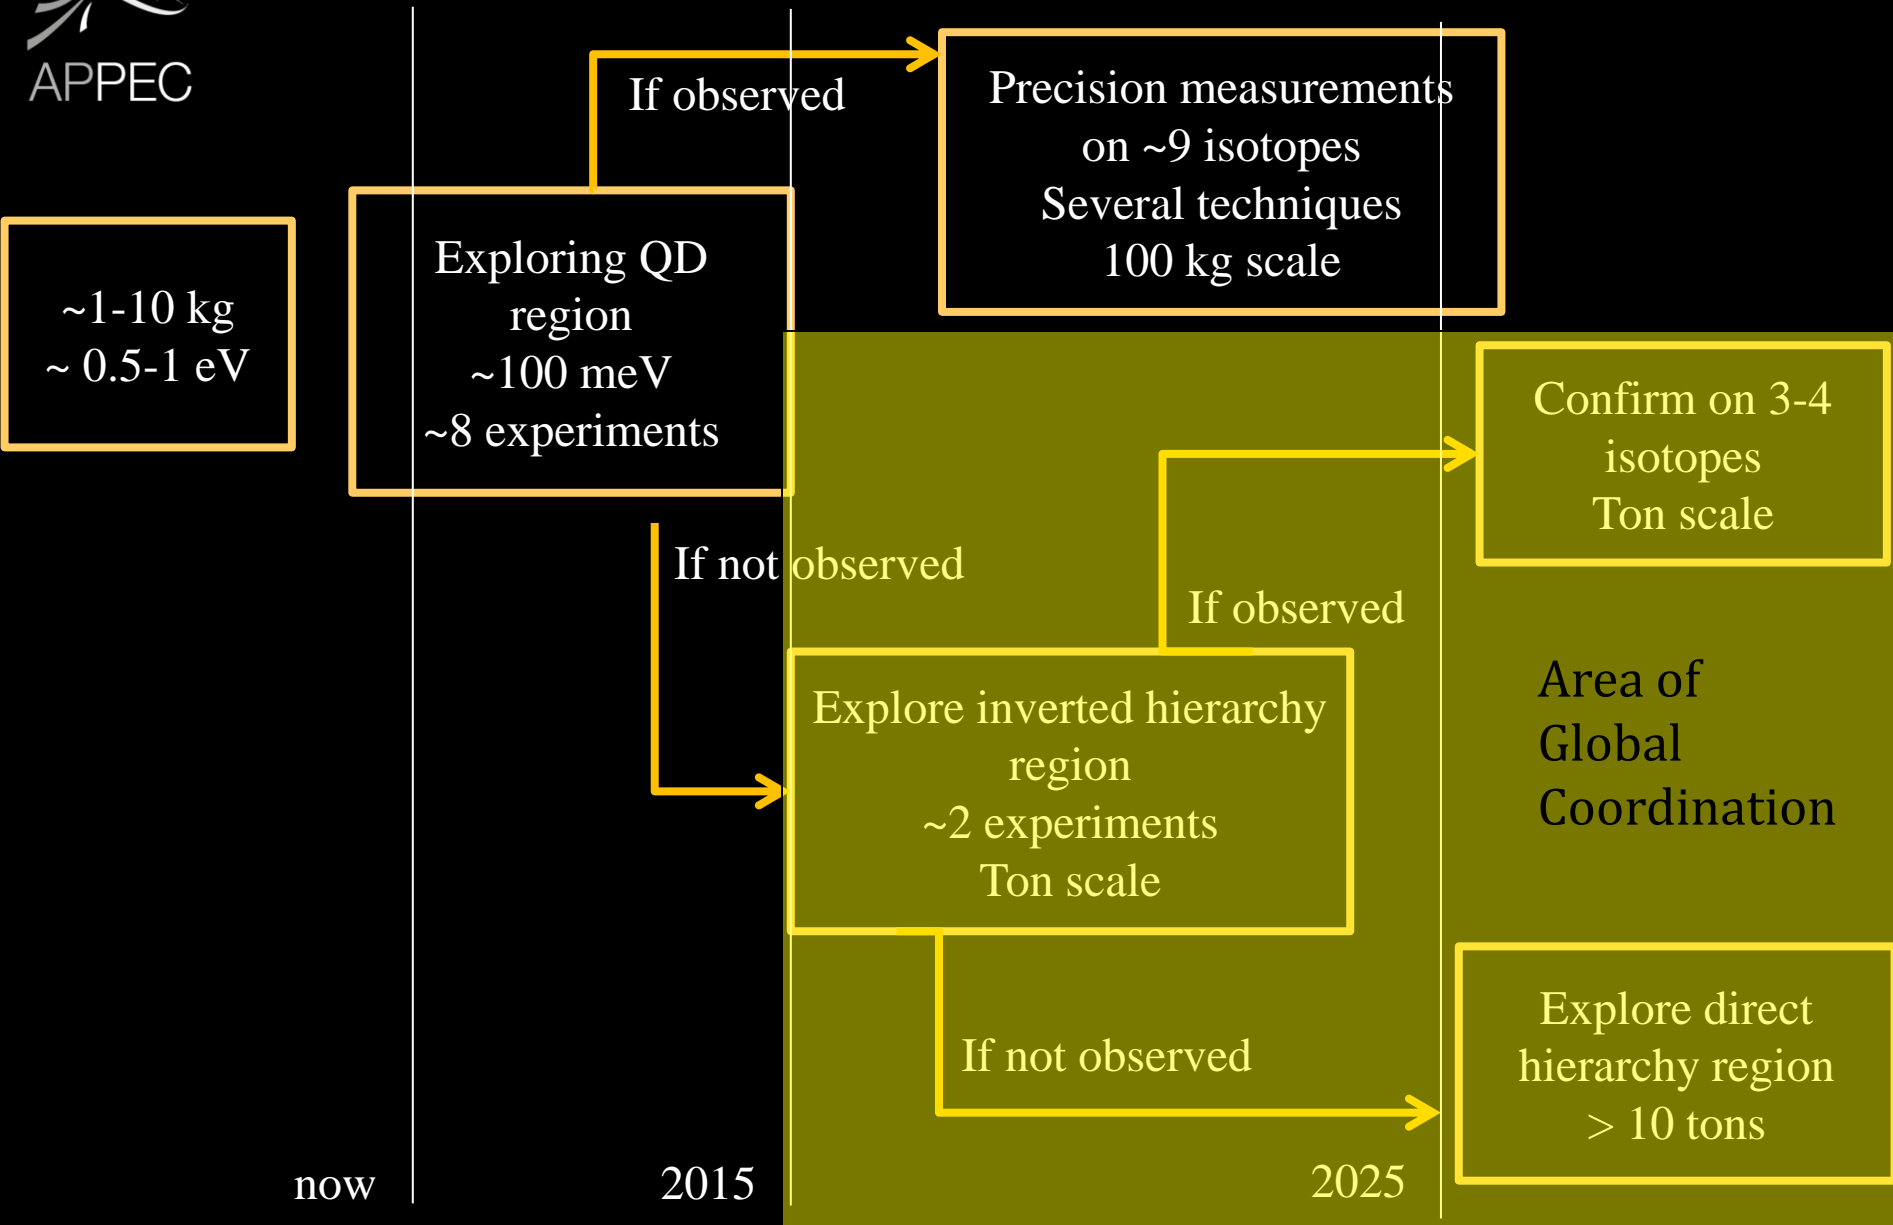 APPEC
If observed
Precision measurements
on ~9 isotopes
Several techniques
100 kg scale
~1-10 kg
~ 0.5-1 eV
Exploring QD
region
~100 meV
~8 experiments
If not observed
Confirm on 3-4
isotopes
Ton scale
If observed
Explore inverted hierarchy
region
~2 experiments
Ton scale
Area of
Global
Coordination
If not observed
Explore direct
hierarchy region
> 10 tons
now
2015
2025